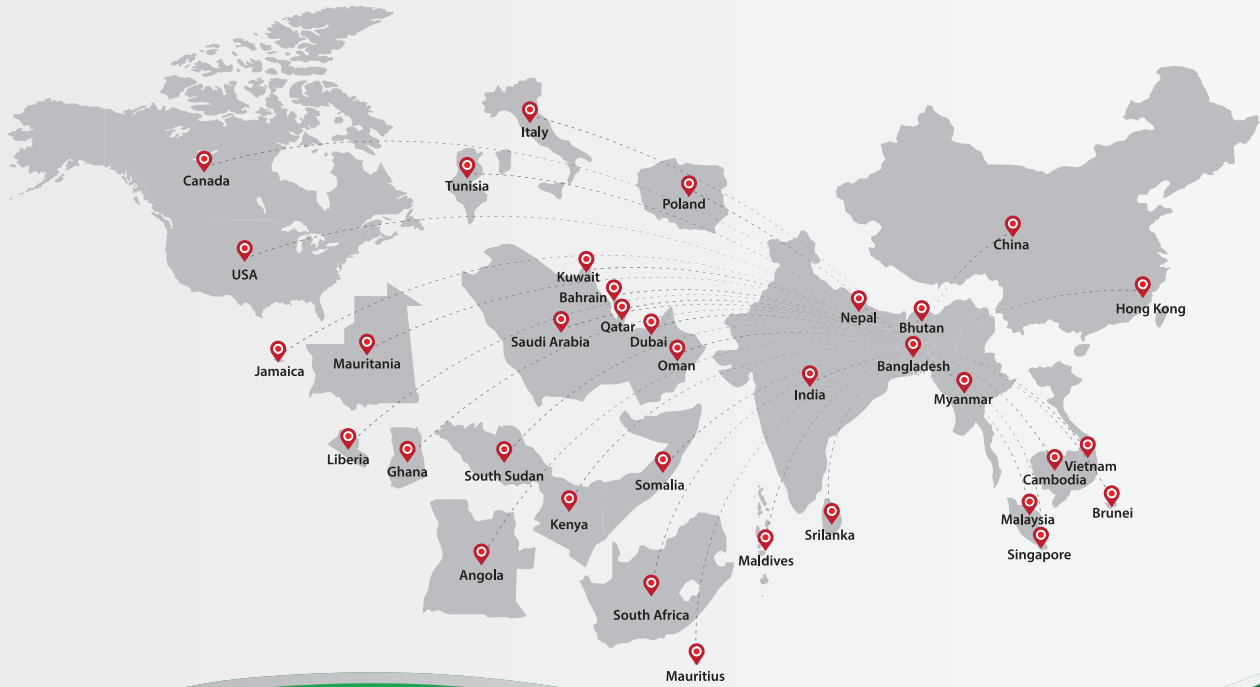 Italy
Canada
Tunisia
Poland
China
USA
Kuwait
Bahrain
Hong Kong
Nepal
Qatar
Bhutan
Saudi Arabia
Dubai
Mauritania
Oman
Bangladesh
Jamaica
India
Myanmar
Liberia
Ghana
South Sudan
Vietnam
Cambodia
Somalia
Brunei
Malaysia
Kenya
Srilanka
Singapore
Maldives
Angola
South Africa
Mauritius